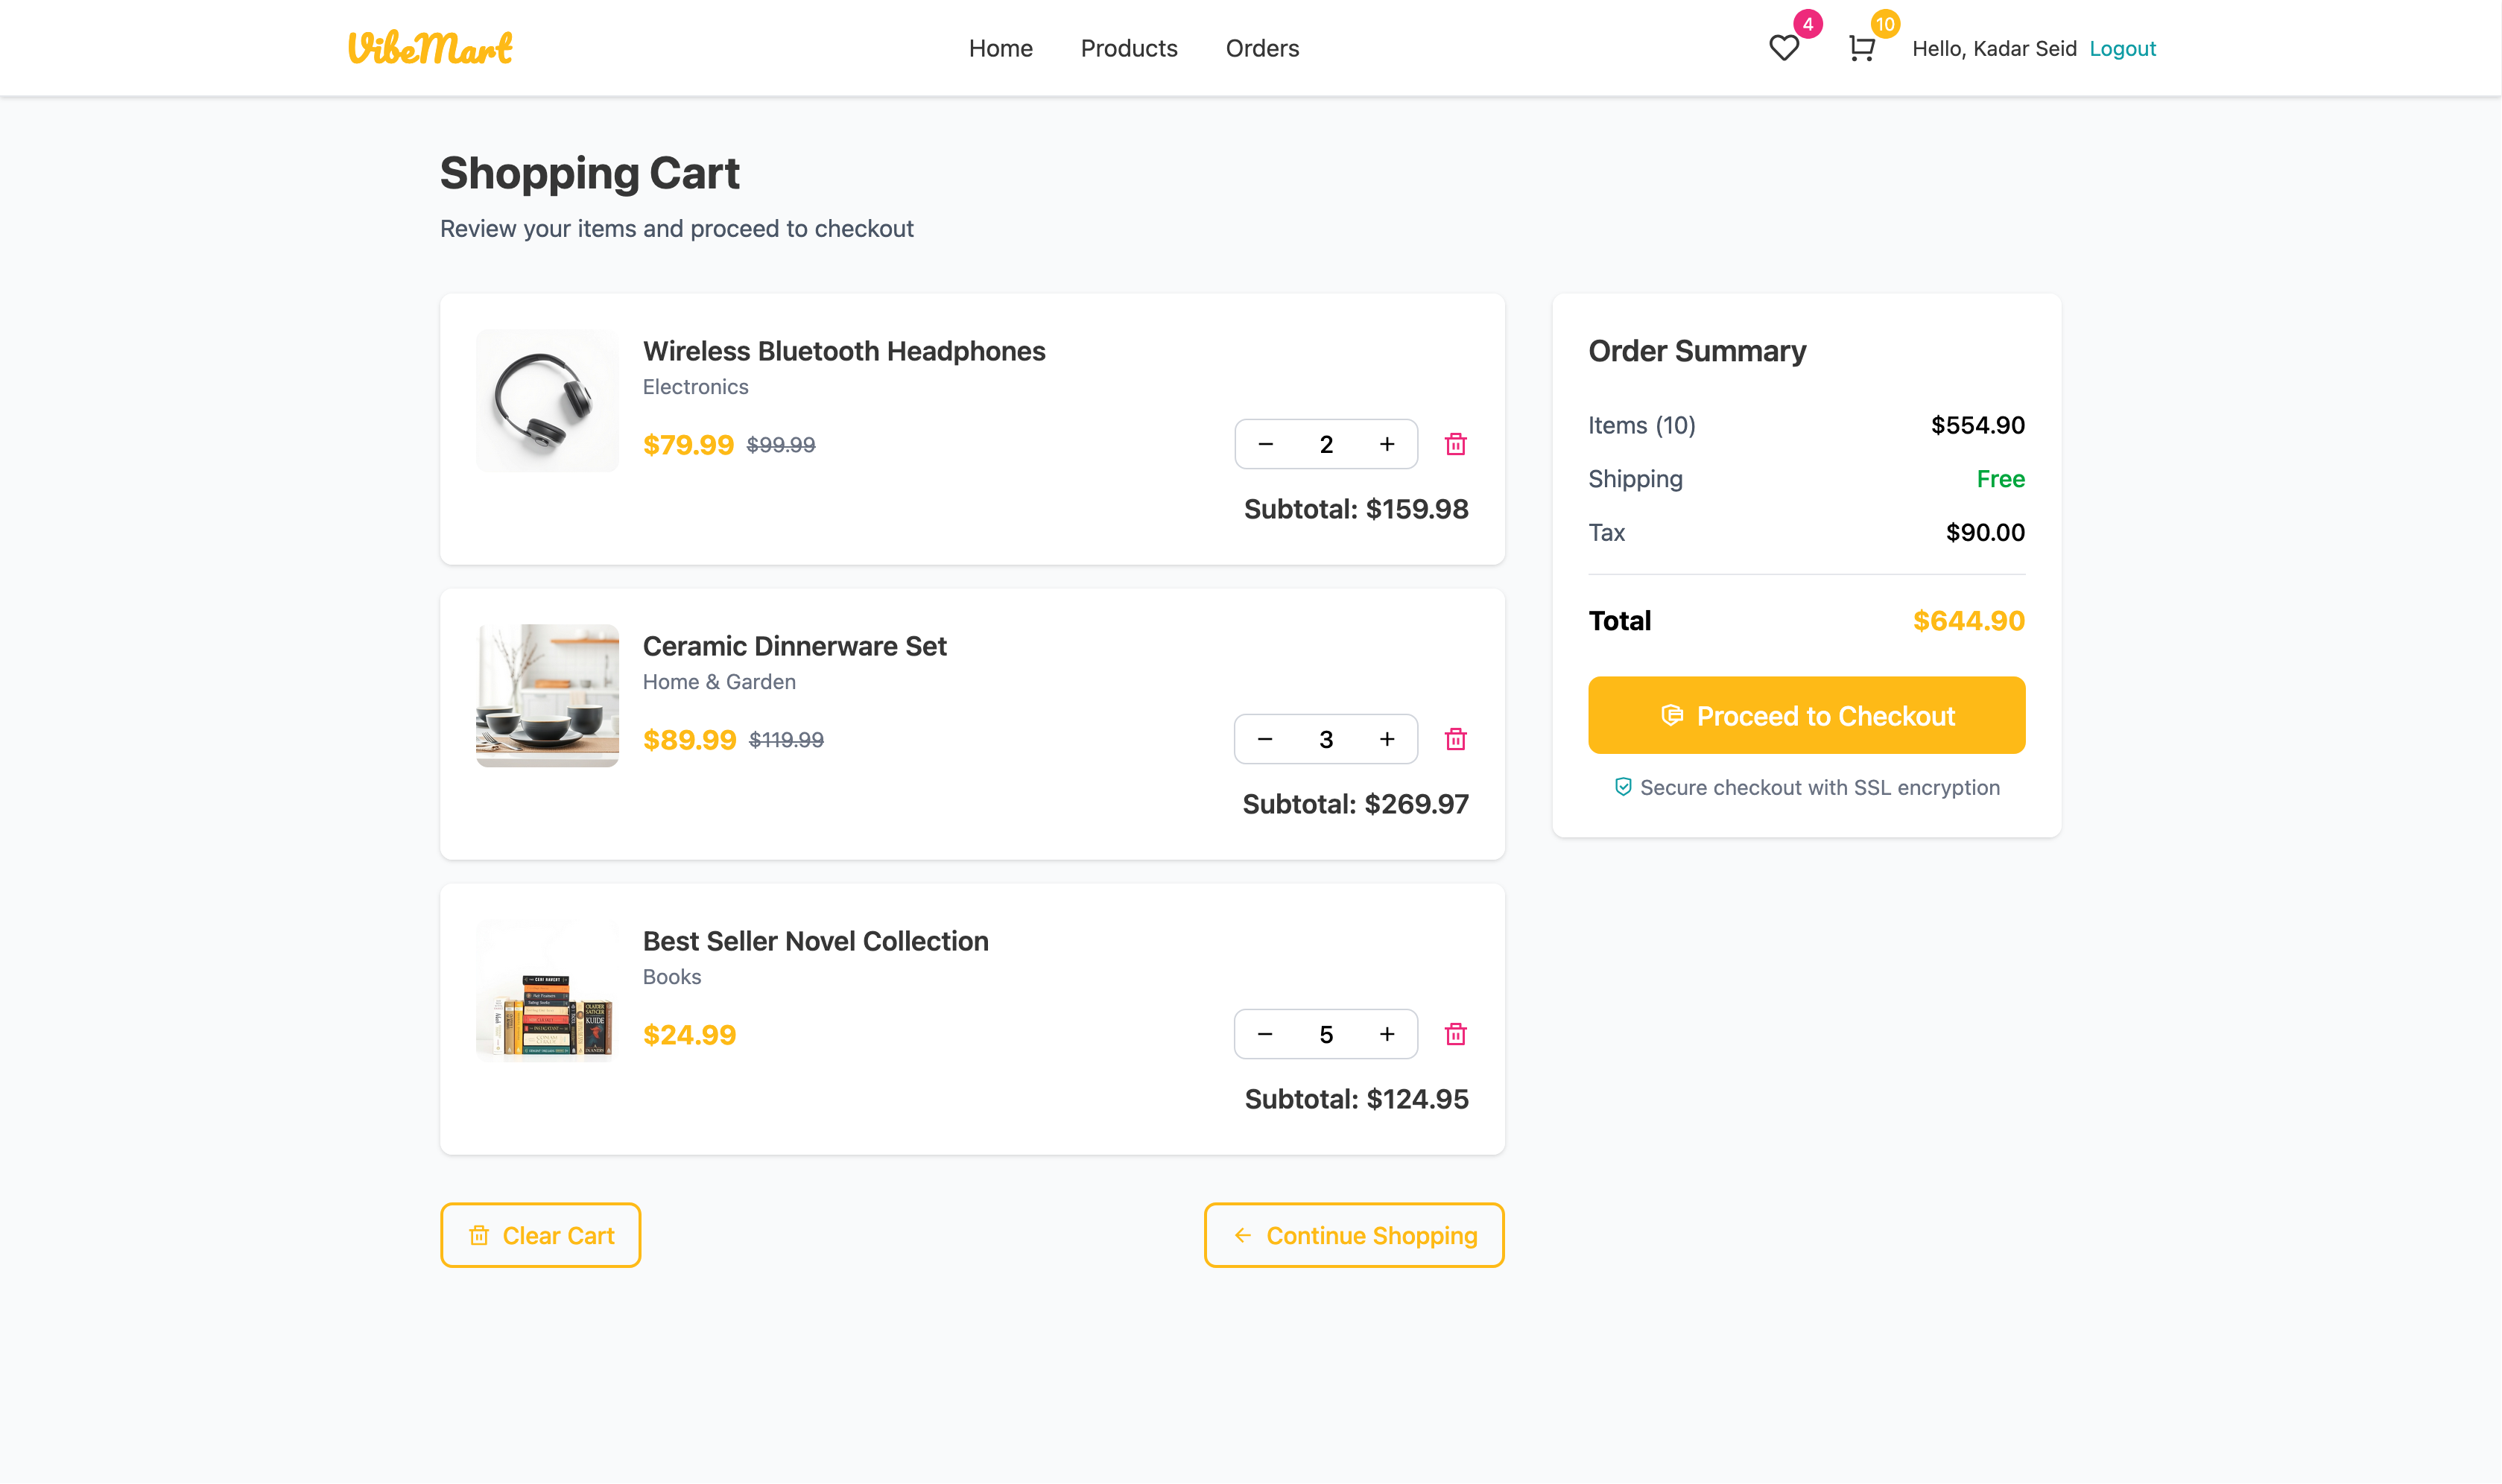 VibeMart
Home Products Orders
4
10
Hello, Kadar Seid Logout
Shopping Cart
Review your items and proceed to checkout
Wireless Bluetooth Headphones
Electronics
$79.99 $99.99
− 2 +
Subtotal: $159.98
Ceramic Dinnerware Set
Home & Garden
$89.99 $119.99
− 3 +
Subtotal: $269.97
Best Seller Novel Collection
Books
$24.99
− 5 +
Subtotal: $124.95
Clear Cart
Continue Shopping
Order Summary
Items (10) $554.90
Shipping Free
Tax $90.00
Total $644.90
Proceed to Checkout
Secure checkout with SSL encryption